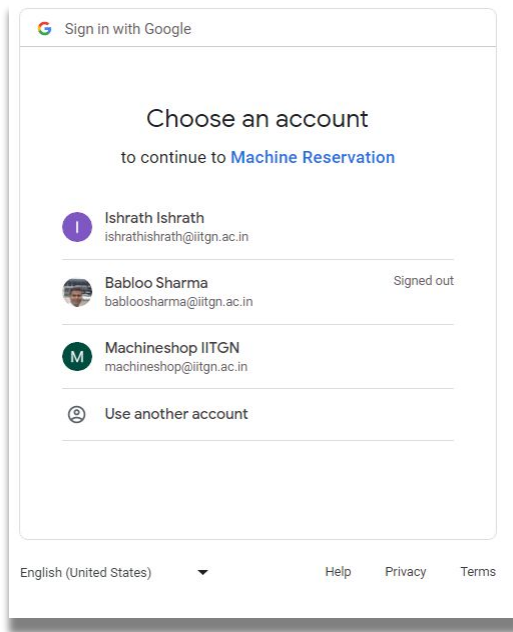 Sign in with Google
Choose an account
to continue to Machine Reservation
I
Ishrath Ishrath
ishrathishrath@iitgn.ac.in
Babloo Sharma
Signed out
babloosharma@iitgn.ac.in
M
Machineshop IITGN
machineshop@iitgn.ac.in
Use another account
English (United States)
Help
Privacy
Terms